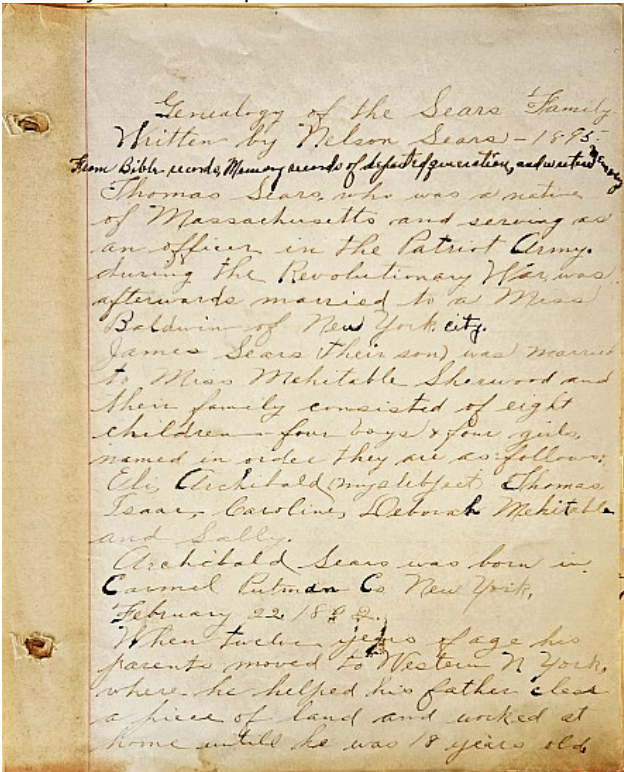 Genealogy of the Sears Family
Written by Nelson Sears - 1895.
From Bible records, Memory records of departed generation, and written
Thomas Sears, who was a native
of Massachusetts and serving as
an officer in the Patriot Army.
during the Revolutionary War, was
afterwards married to a Miss
Baldwin of New York city.
James Sears (their son) was married
to Miss Mehitable Sherwood and
their family consisted of eight
children - four boys & four girls,
named in order they are as follows:
Eli, Archibald, (my subject) Thomas
Isaac, Caroline, Deborah Mehitable
and Sally.
Archibald Sears was born in
Carmel Putman Co New York,
February 22
When twelve years of age his
parents moved to Western N York,
where he helped his father clear
a piece of land and worked at
home untill he was 18 years old